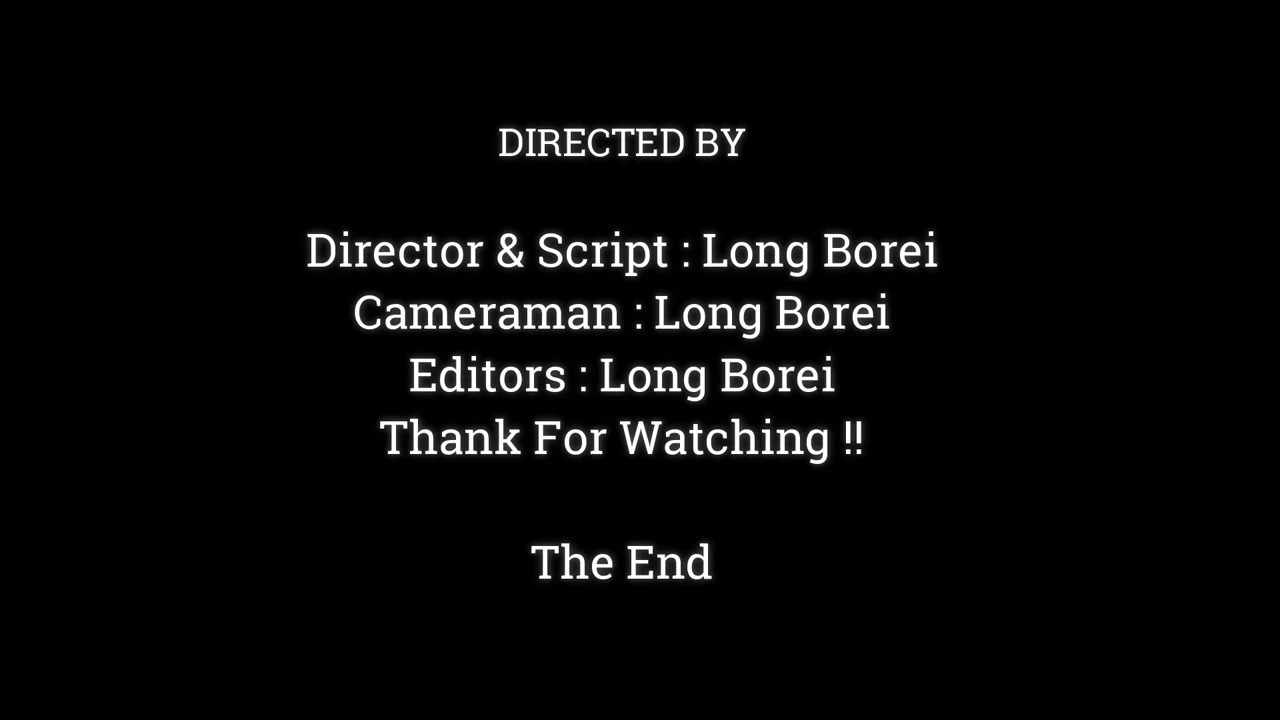 DIRECTED BY
Director & Script : Long Borei
Cameraman : Long Borei
Editors : Long Borei
Thank For Watching !!
The End